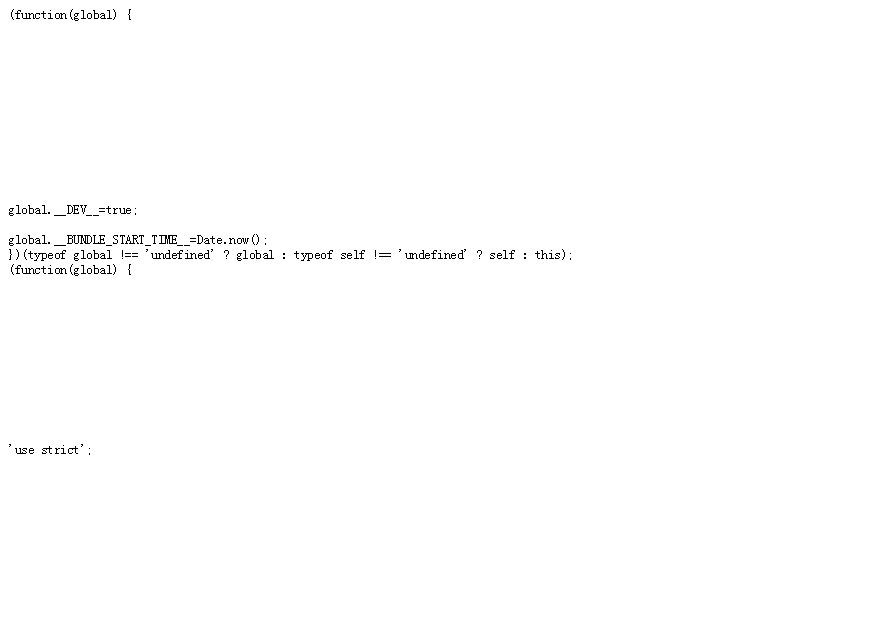 (function(global) {
global.__DEV__=true;
global.__BUNDLE_START_TIME__=Date.now();
})(typeof global !== 'undefined' ? global : typeof self !== 'undefined' ? self : this);
(function(global) {
'use strict';